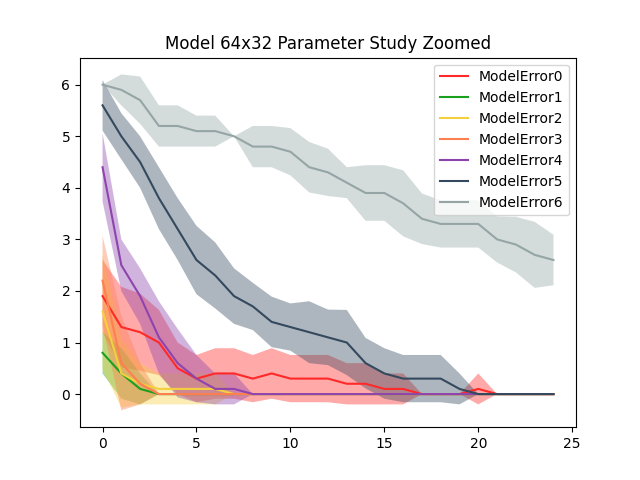 Model 64x32 Parameter Study Zoomed
6
5
4
3
2
1
0
ModelError0
ModelError1
ModelError2
ModelError3
ModelError4
ModelError5
ModelError6
0 5 10 15 20 25